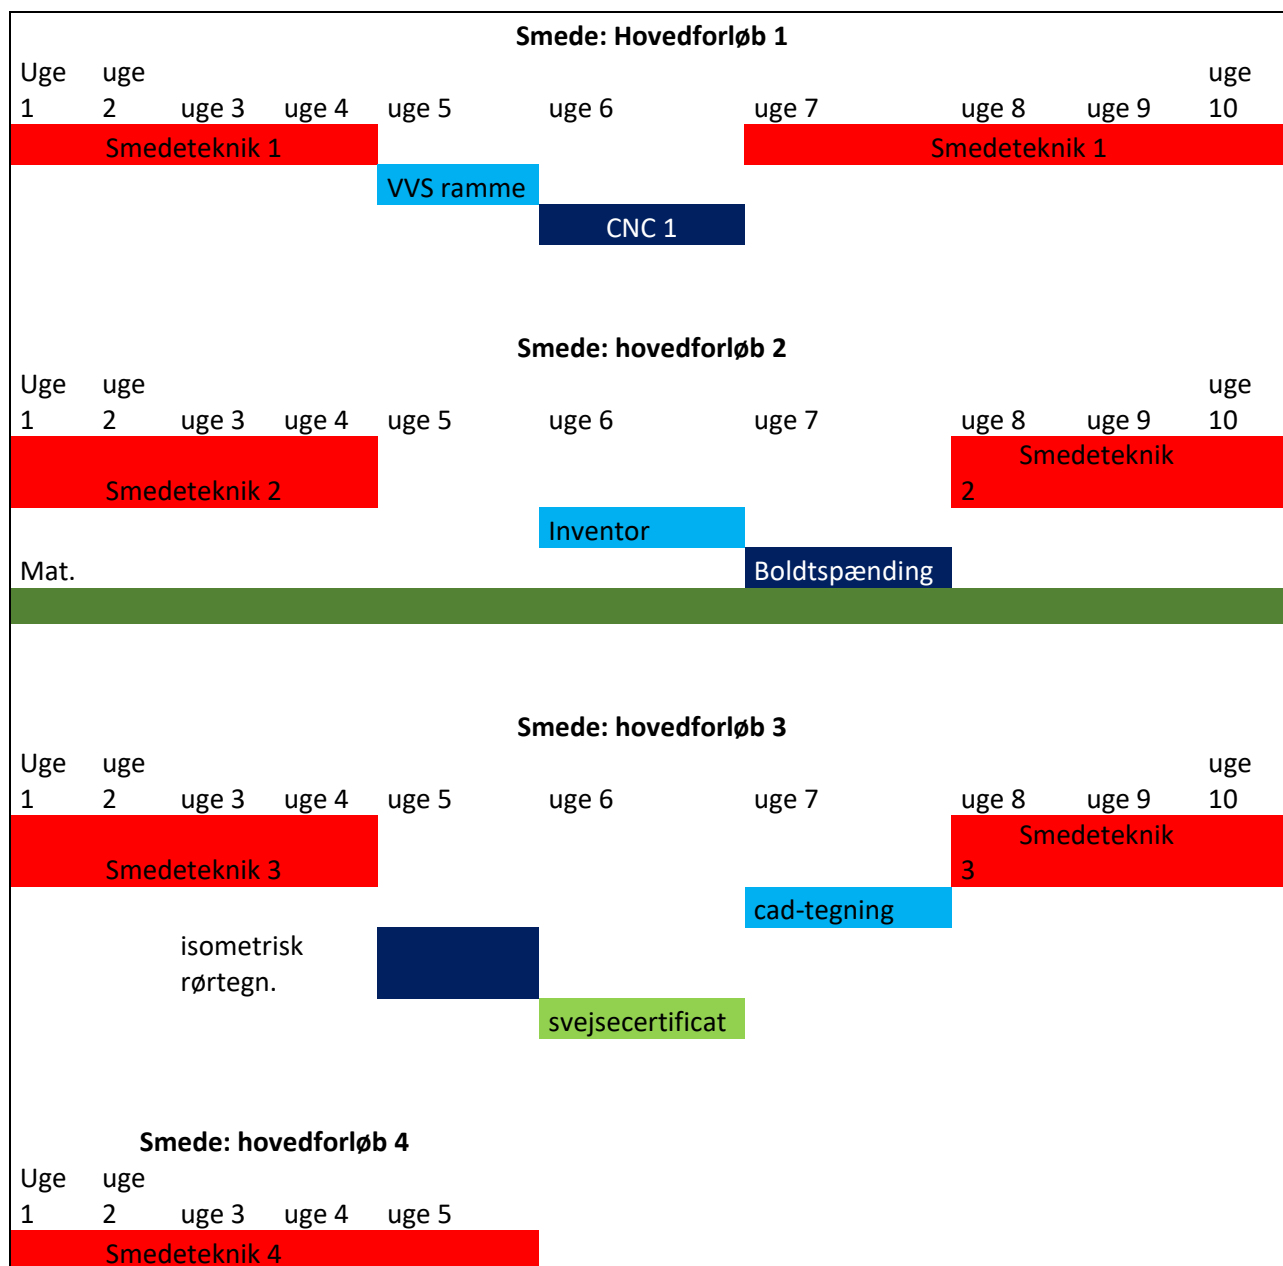 Smede: Hovedforløb 1
Uge 1 uge 2 uge 3 uge 4 uge 5 uge 6 uge 7 uge 8 uge 9 uge 10
Smedeteknik 1 Smedeteknik 1
VVS ramme
CNC 1
Smede: hovedforløb 2
Uge 1 uge 2 uge 3 uge 4 uge 5 uge 6 uge 7 uge 8 uge 9 uge 10
Smedeteknik 2 Smedeteknik 2
Inventor
Mat. Boldtspænding
Smede: hovedforløb 3
Uge 1 uge 2 uge 3 uge 4 uge 5 uge 6 uge 7 uge 8 uge 9 uge 10
Smedeteknik 3 Smedeteknik 3
cad-tegning
isometrisk
rørtegn.
svejsecertificat
Smede: hovedforløb 4
Uge 1 uge 2 uge 3 uge 4 uge 5
Smedeteknik 4